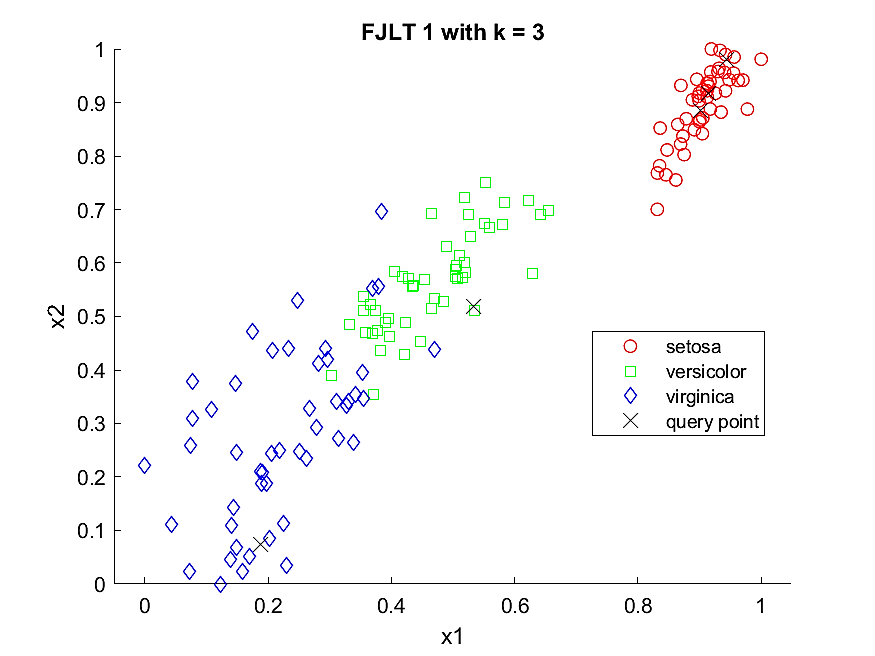 FJLT 1 with k = 3
1
0.9
0.8
0.7
0.6
0.5
0.4
0.3
0.2
0.1
0
x2
0 0.2 0.4 0.6 0.8 1
x1
setosa
versicolor
virginica
query point